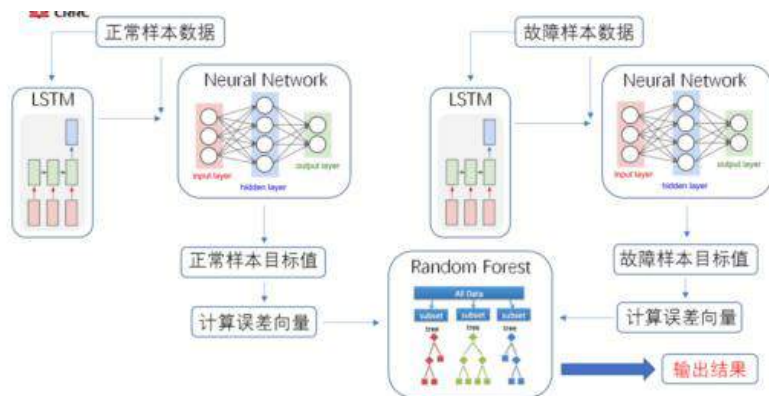 正常样本数据
LSTM
Neural Network
input layer
hidden layer
output layer
正常样本目标值
计算误差向量
故障样本数据
LSTM
Neural Network
input layer
hidden layer
output layer
故障样本目标值
计算误差向量
Random Forest
All Data
subset
subset
subset
tree
tree
tree
输出结果